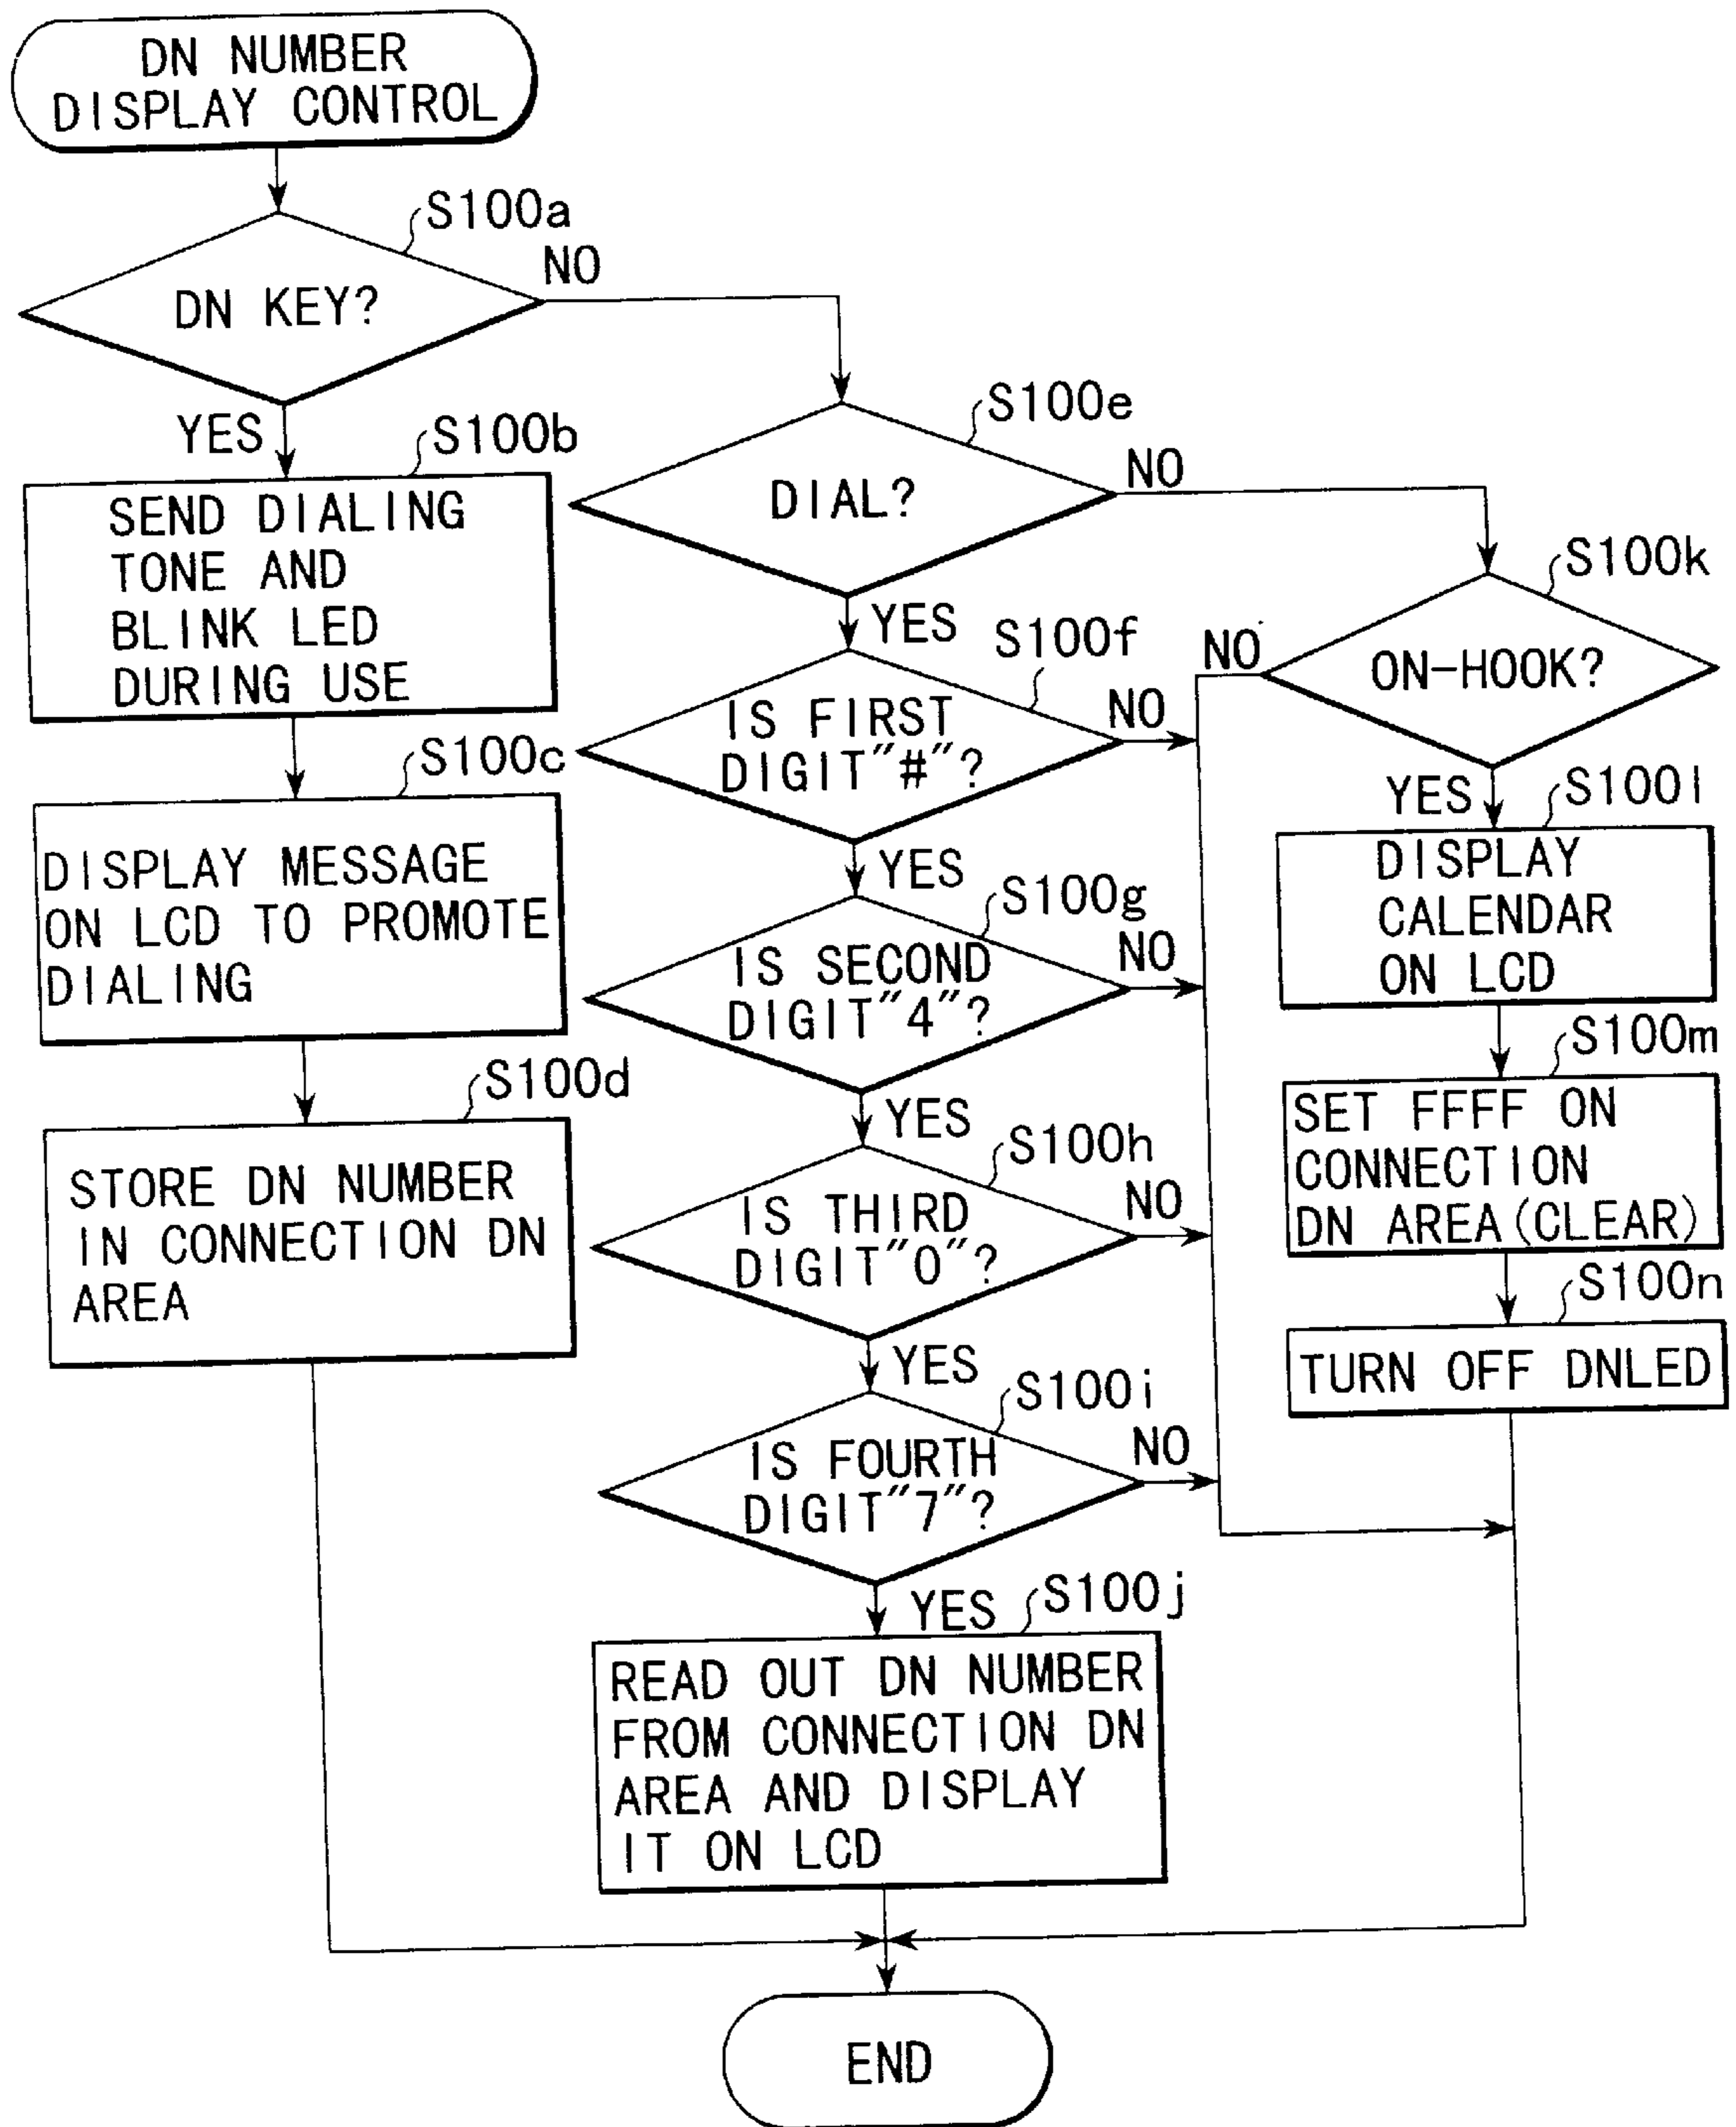 DN NUMBER
DISPLAY CONTROL
S100a
DN KEY?
NO
YES
S100b
SEND DIALING
TONE AND
BLINK LED
DURING USE
S100c
DISPLAY MESSAGE
ON LCD TO PROMOTE
DIALING
S100d
STORE DN NUMBER
IN CONNECTION DN
AREA
S100e
DIAL?
NO
YES
S100f
IS FIRST
DIGIT"#"?
NO
YES
S100g
IS SECOND
DIGIT"4"?
NO
YES
S100h
IS THIRD
DIGIT"0"?
NO
YES
S100i
IS FOURTH
DIGIT"7"?
NO
YES
S100j
READ OUT DN NUMBER
FROM CONNECTION DN
AREA AND DISPLAY
IT ON LCD
S100k
ON-HOOK?
NO
YES
S100l
DISPLAY
CALENDAR
ON LCD
S100m
SET FFFF ON
CONNECTION
DN AREA(CLEAR)
S100n
TURN OFF DNLED
END